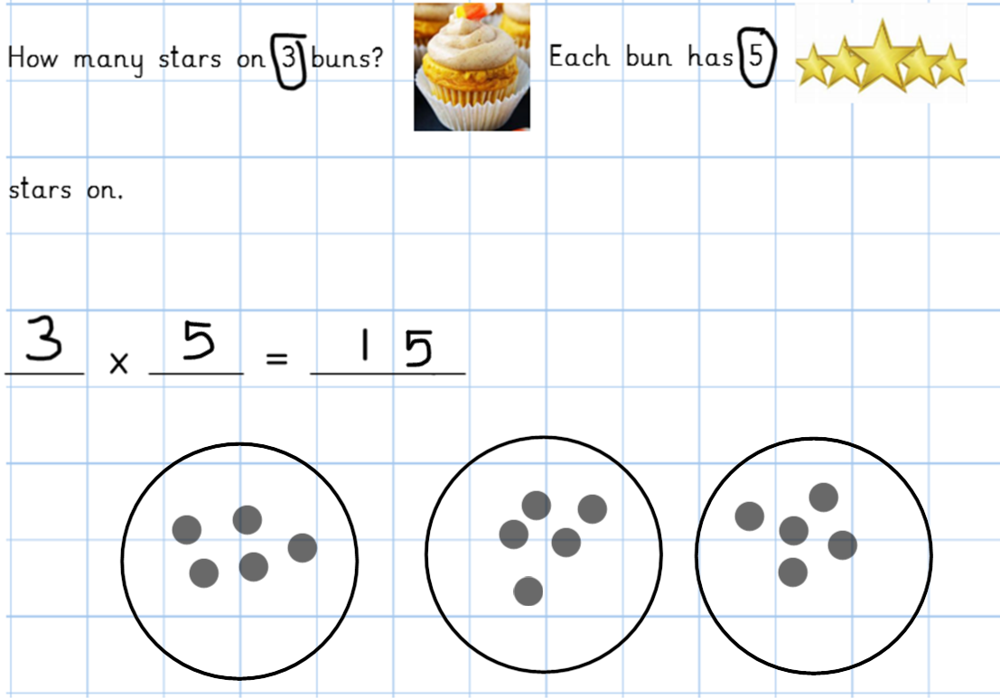 How many stars on 3 buns? Each bun has 5
stars on.
3 x 5 = 15